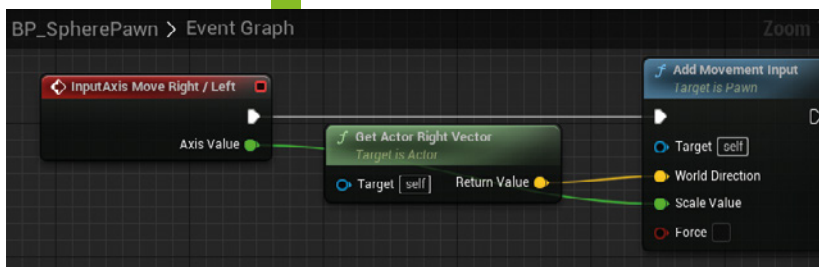 BP_SpherePawn > Event Graph
Zoom
InputAxis Move Right / Left
Axis Value
Get Actor Right Vector
Target is Actor
Target self
Return Value
Add Movement Input
Target is Pawn
Target self
World Direction
Scale Value
Force